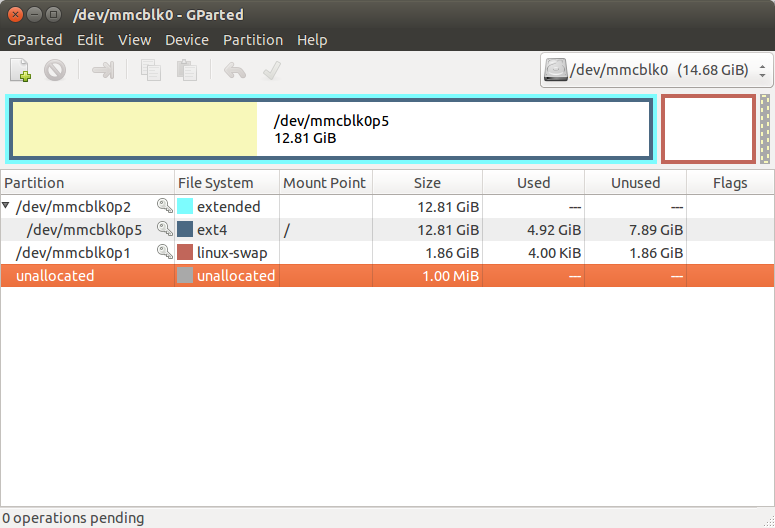 /dev/mmcblk0 - GParted
GParted Edit View Device Partition Help
/dev/mmcblk0 (14.68 GiB)
/dev/mmcblk0p5
12.81 GiB
Partition File System Mount Point Size Used Unused Flags
/dev/mmcblk0p2 extended 12.81 GiB --- ---
/dev/mmcblk0p5 ext4 / 12.81 GiB 4.92 GiB 7.89 GiB
/dev/mmcblk0p1 linux-swap 1.86 GiB 4.00 KiB 1.86 GiB
unallocated unallocated 1.00 MiB --- ---
0 operations pending